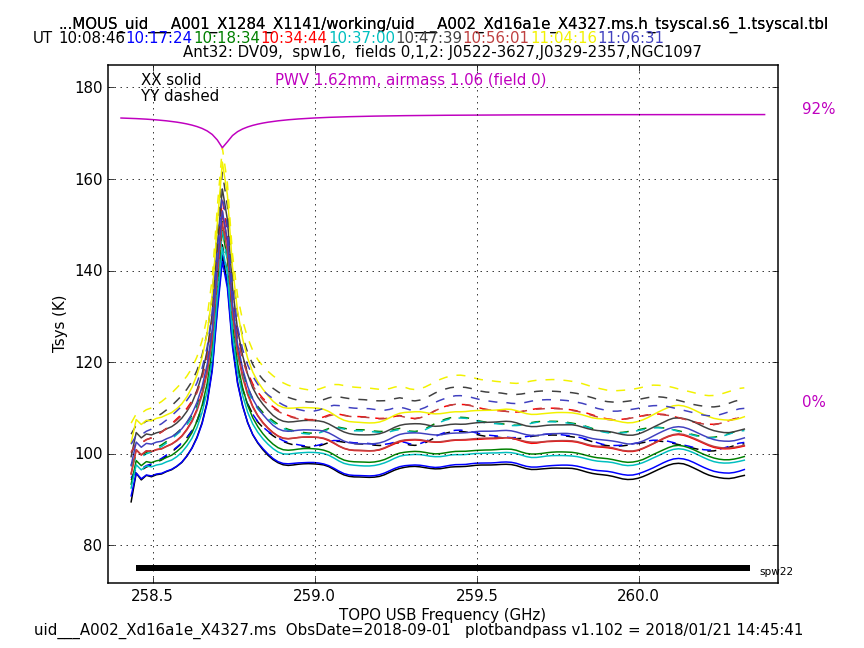 ...MOUS_uid___A001_X1284_X1141/working/uid___A002_Xd16a1e_X4327.ms.h_tsyscal.s6_1.tsyscal.tbl
UT 10:08:46 10:17:24 10:18:34 10:34:44 10:37:00 10:47:39 10:56:01 11:04:16 11:06:31
Ant32: DV09, spw16, fields 0,1,2: J0522-3627,J0329-2357,NGC1097
XX solid
YY dashed
PWV 1.62mm, airmass 1.06 (field 0)
92%
0%
180
160
140
120
100
80
Tsys (K)
spw22
258.5 259.0 259.5 260.0
TOPO USB Frequency (GHz)
uid___A002_Xd16a1e_X4327.ms ObsDate=2018-09-01 plotbandpass v1.102 = 2018/01/21 14:45:41